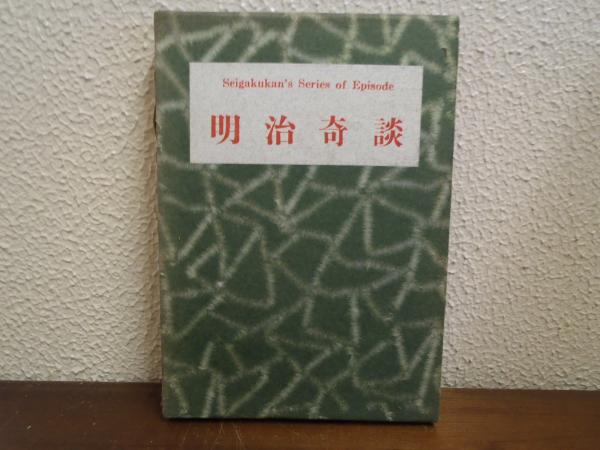 Seigakukan's Series of Episode
明治奇談